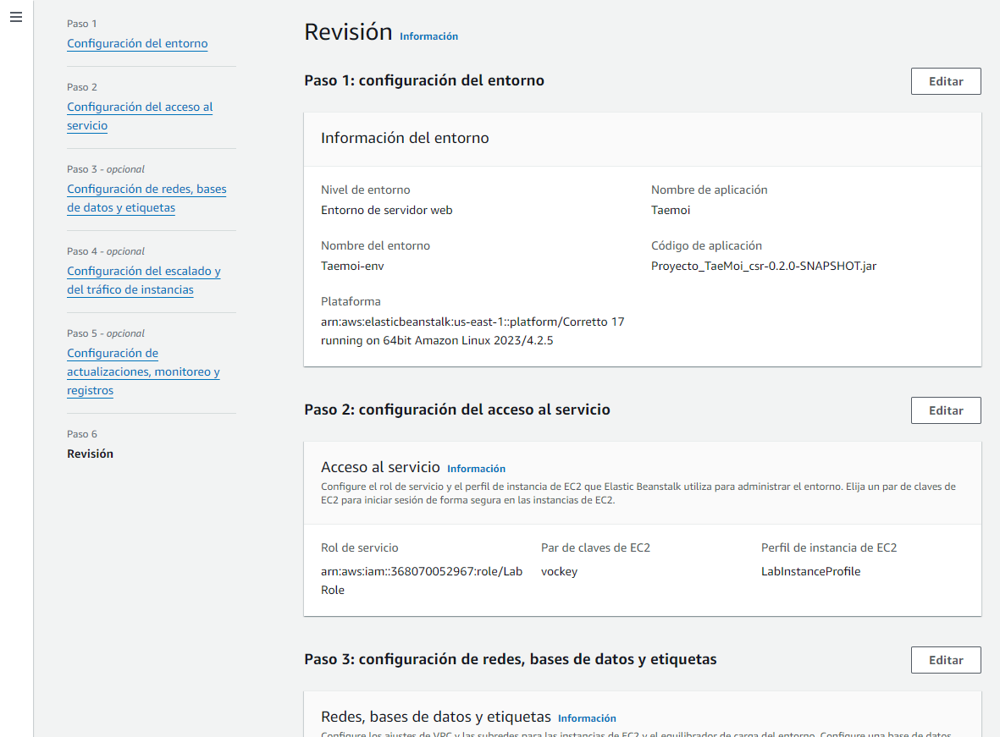 Paso 1
Configuración del entorno
Paso 2
Configuración del acceso al
servicio
Paso 3 - opcional
Configuración de redes, bases
de datos y etiquetas
Paso 4 - opcional
Configuración del escalado y
del tráfico de instancias
Paso 5 - opcional
Configuración de
actualizaciones, monitoreo y
registros
Paso 6
Revisión
Revisión Información
Paso 1: configuración del entorno
Editar
Información del entorno
Nivel de entorno
Entorno de servidor web
Nombre de aplicación
Taemoi
Nombre del entorno
Taemoi-env
Código de aplicación
Proyecto_TaeMoi_csr-0.2.0-SNAPSHOT.jar
Plataforma
arn:aws:elasticbeanstalk:us-east-1::platform/Corretto 17
running on 64bit Amazon Linux 2023/4.2.5
Paso 2: configuración del acceso al servicio
Editar
Acceso al servicio Información
Configure el rol de servicio y el perfil de instancia de EC2 que Elastic Beanstalk utiliza para administrar el entorno. Elija un par de claves de
EC2 para iniciar sesión de forma segura en las instancias de EC2.
Rol de servicio
arn:aws:iam::368070052967:role/Lab
Role
Par de claves de EC2
vockey
Perfil de instancia de EC2
LabInstanceProfile
Paso 3: configuración de redes, bases de datos y etiquetas
Editar
Redes, bases de datos y etiquetas Información
Configure los ajustes de VPC y las subredes para las instancias de EC2 y el equilibrador de carga del entorno. Configure una base de datos